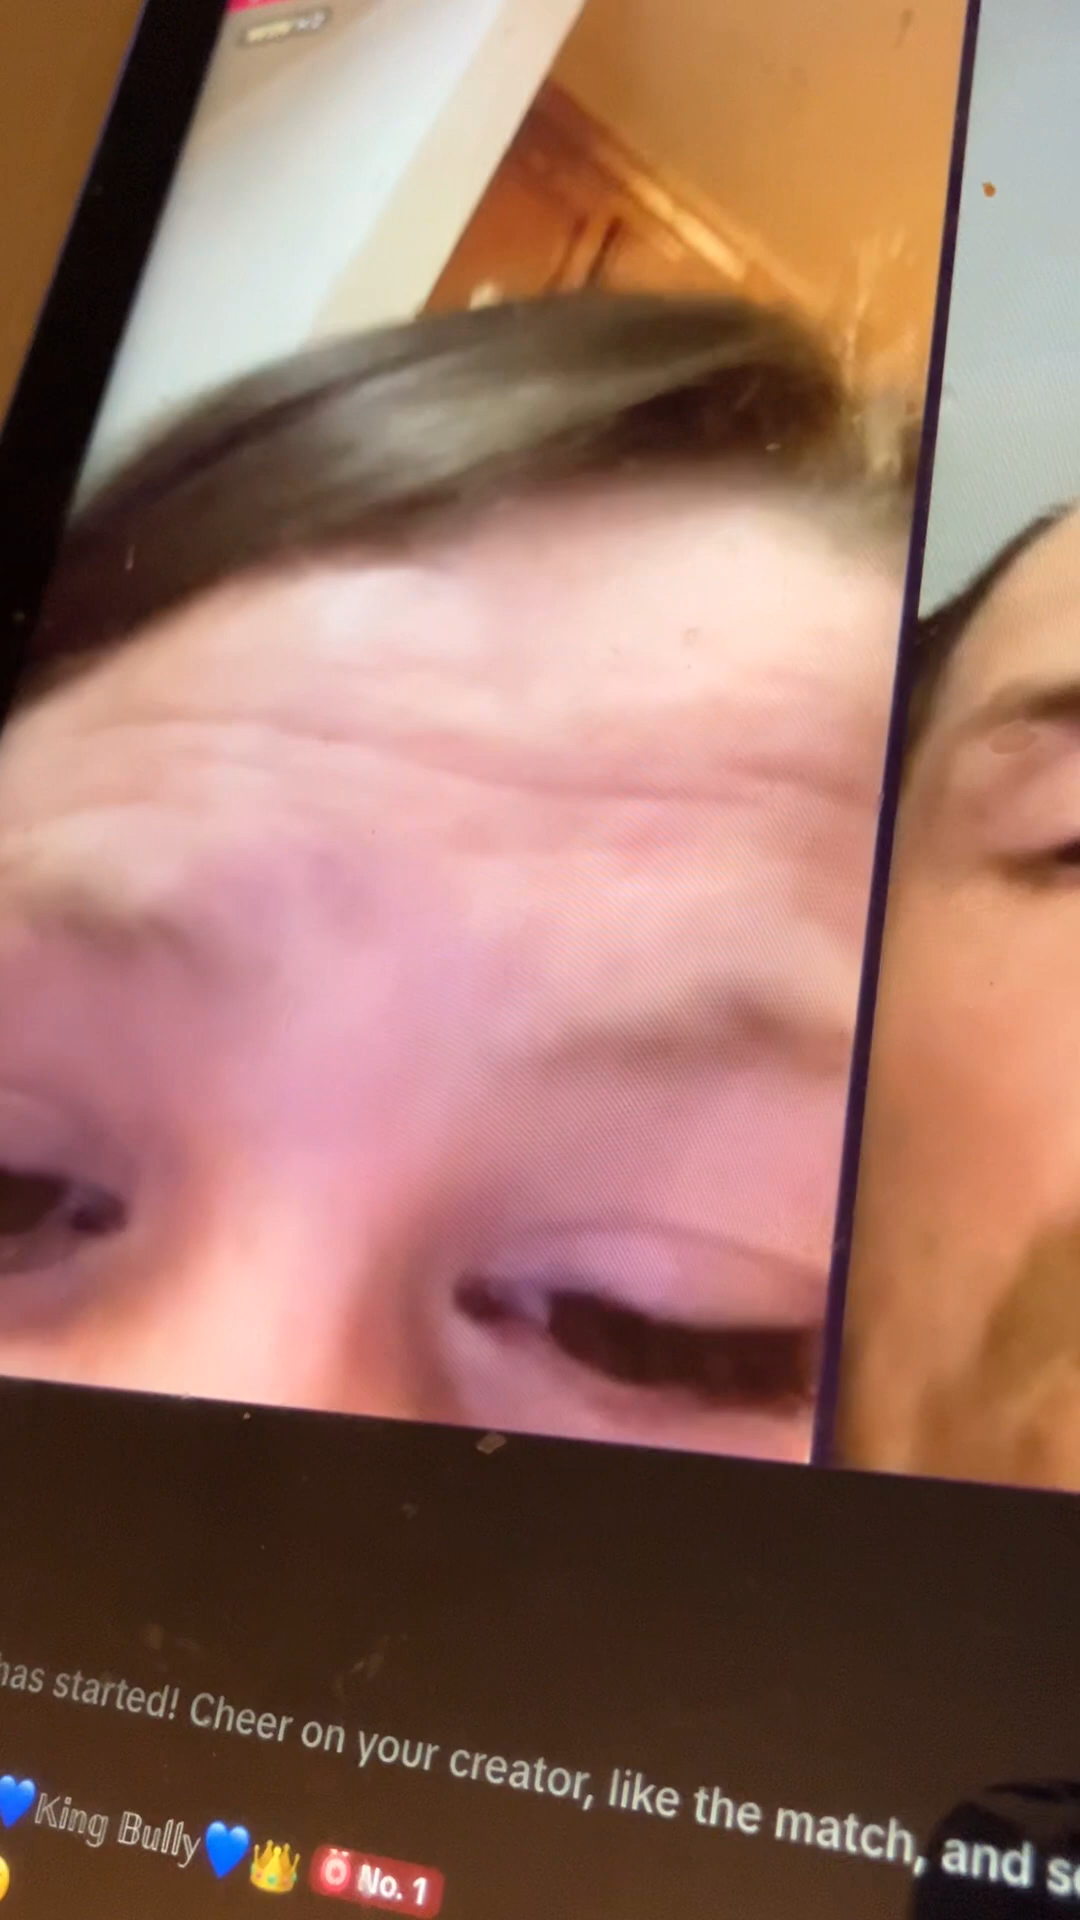 has started! Cheer on your creator, like the match, and
💙King Bully💙👑 No. 1